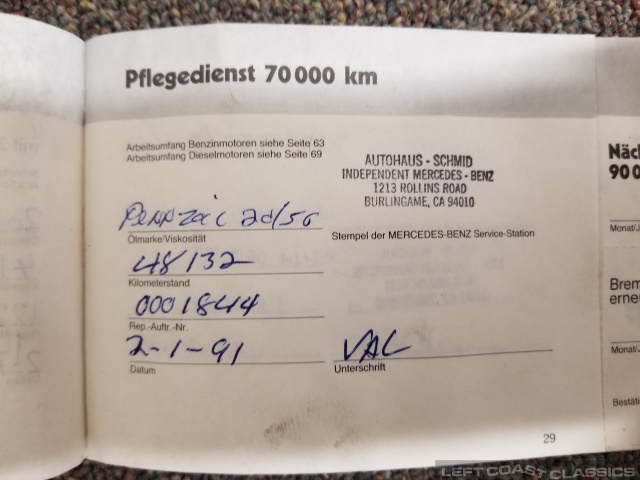 Pflegedienst 70 000 km
Arbeitsumfang Benzinmotoren siehe Seite 63
Arbeitsumfang Dieselmotoren siehe Seite 69
AUTOHAUS - SCHMID
INDEPENDENT MERCEDES - BENZ
1213 ROLLINS ROAD
BURLINGAME, CA 94010
Pennzoil 20/50
Ölmarke/Viskosität
Stempel der MERCEDES-BENZ Service-Station
48132
Kilometerstand
0001844
Rep.-Auftr.-Nr.
2-1-91
Datum
VAL
Unterschrift
29
Näc
90 0
Monat/J
Brem
erneu
Monat/J
Bestäti
LEFT COAST CLASSICS